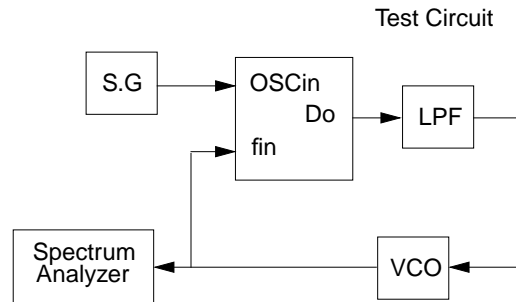 Test Circuit
S.G
OSCin
Do
fin
LPF
Spectrum
Analyzer
VCO